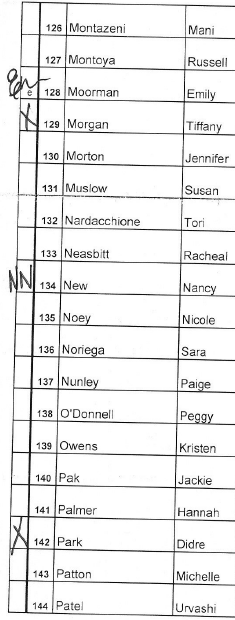 126 Montazeni Mani
127 Montoya Russell
e 128 Moorman Emily
X 129 Morgan Tiffany
130 Morton Jennifer
131 Muslow Susan
132 Nardacchione Tori
133 Neasbitt Racheal
NN 134 New Nancy
135 Noey Nicole
136 Noriega Sara
137 Nunley Paige
138 O'Donnell Peggy
139 Owens Kristen
140 Pak Jackie
141 Palmer Hannah
X 142 Park Didre
143 Patton Michelle
144 Patel Urvashi